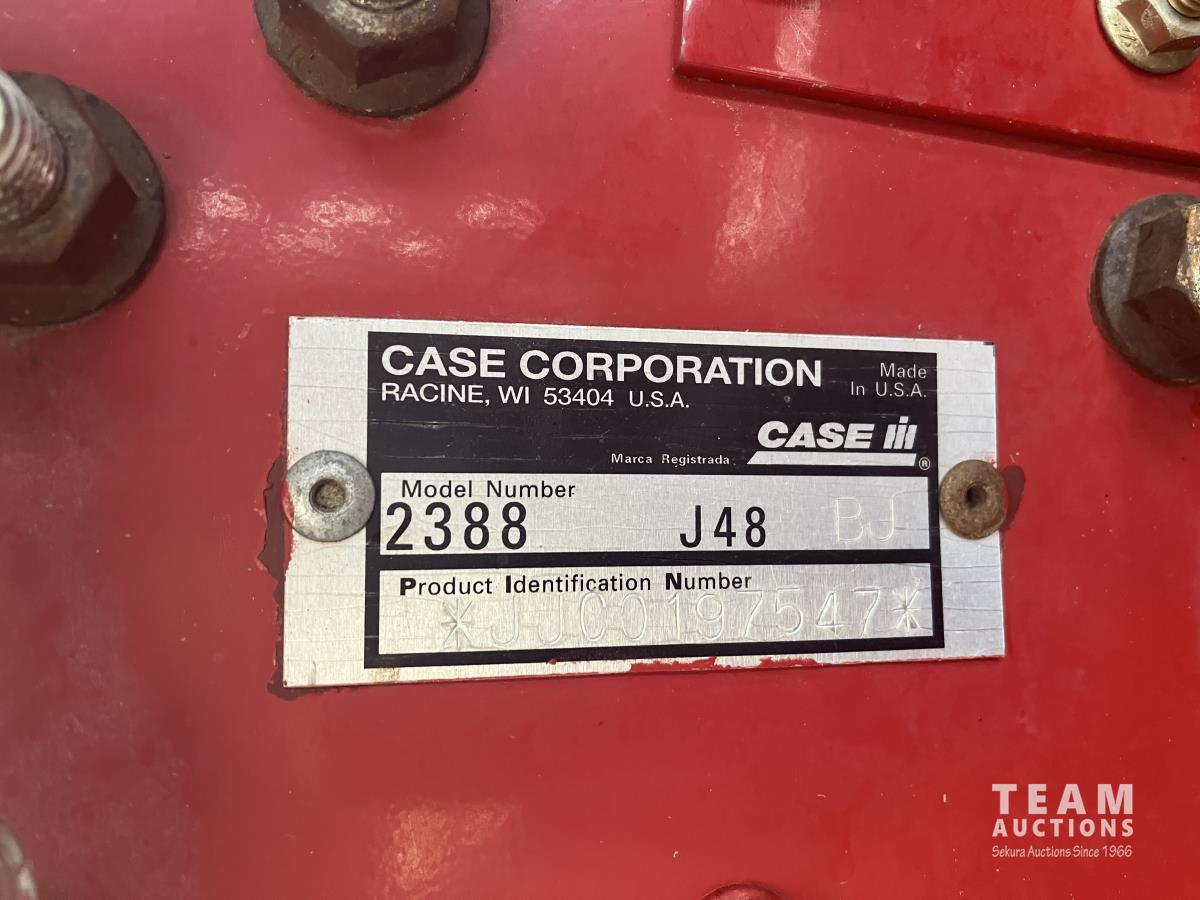 CASE CORPORATION
Made
In U.S.A.
RACINE, WI 53404 U.S.A.
CASE IH
Marca Registrada ®
Model Number
2388 J48 BJ
Product Identification Number
*JJC0197547*
TEAM
AUCTIONS
Sekura Auctions Since 1966